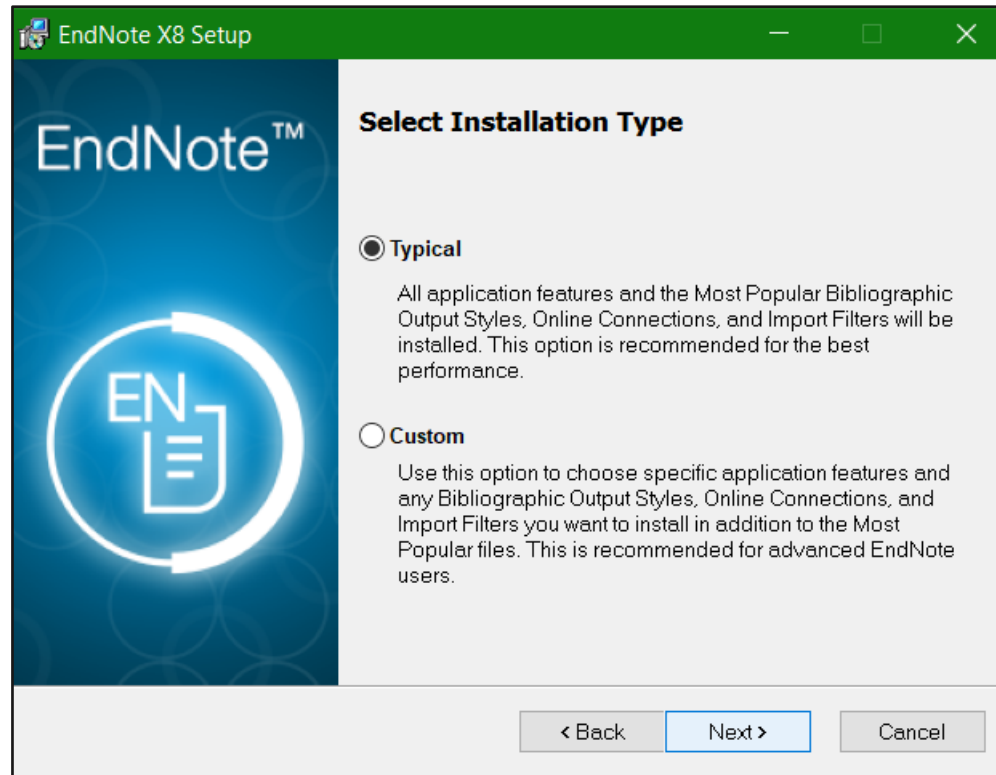 EndNote X8 Setup
EndNote™
Select Installation Type
Typical
All application features and the Most Popular Bibliographic
Output Styles, Online Connections, and Import Filters will be
installed. This option is recommended for the best
performance.
EN
Custom
Use this option to choose specific application features and
any Bibliographic Output Styles, Online Connections, and
Import Filters you want to install in addition to the Most
Popular files. This is recommended for advanced EndNote
users.
< Back
Next >
Cancel